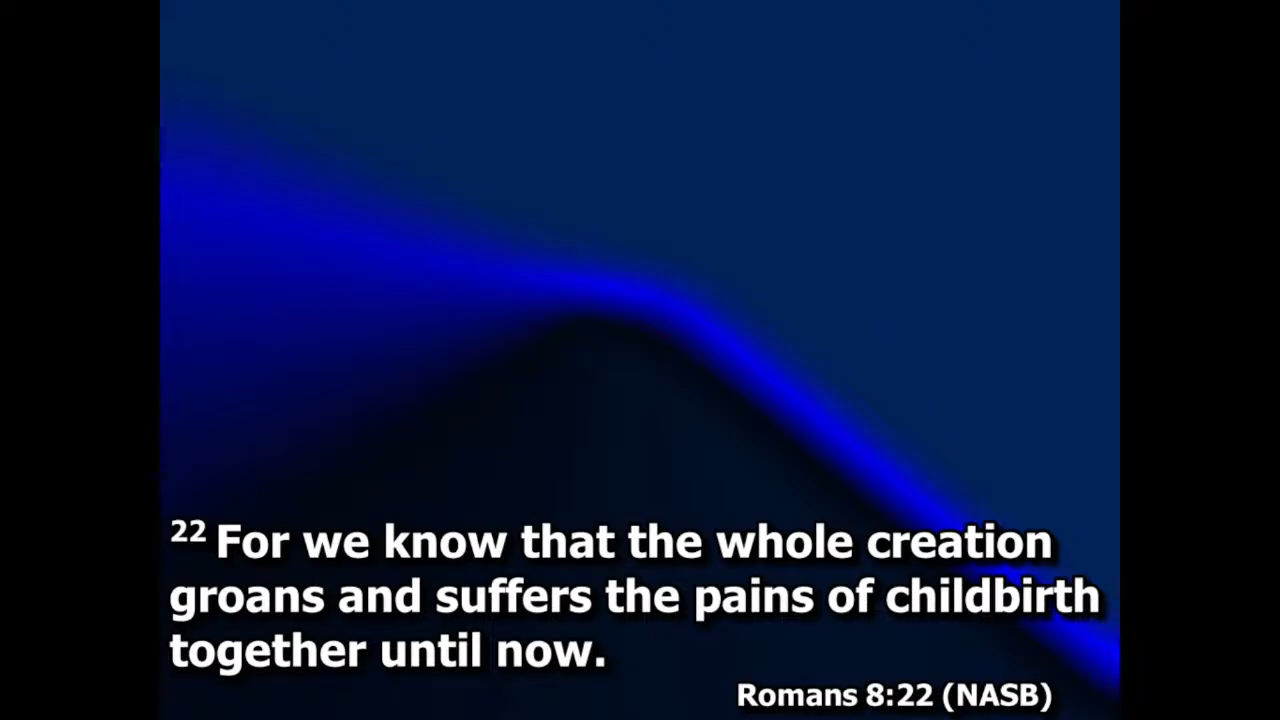 22 For we know that the whole creation
groans and suffers the pains of childbirth
together until now.
Romans 8:22 (NASB)